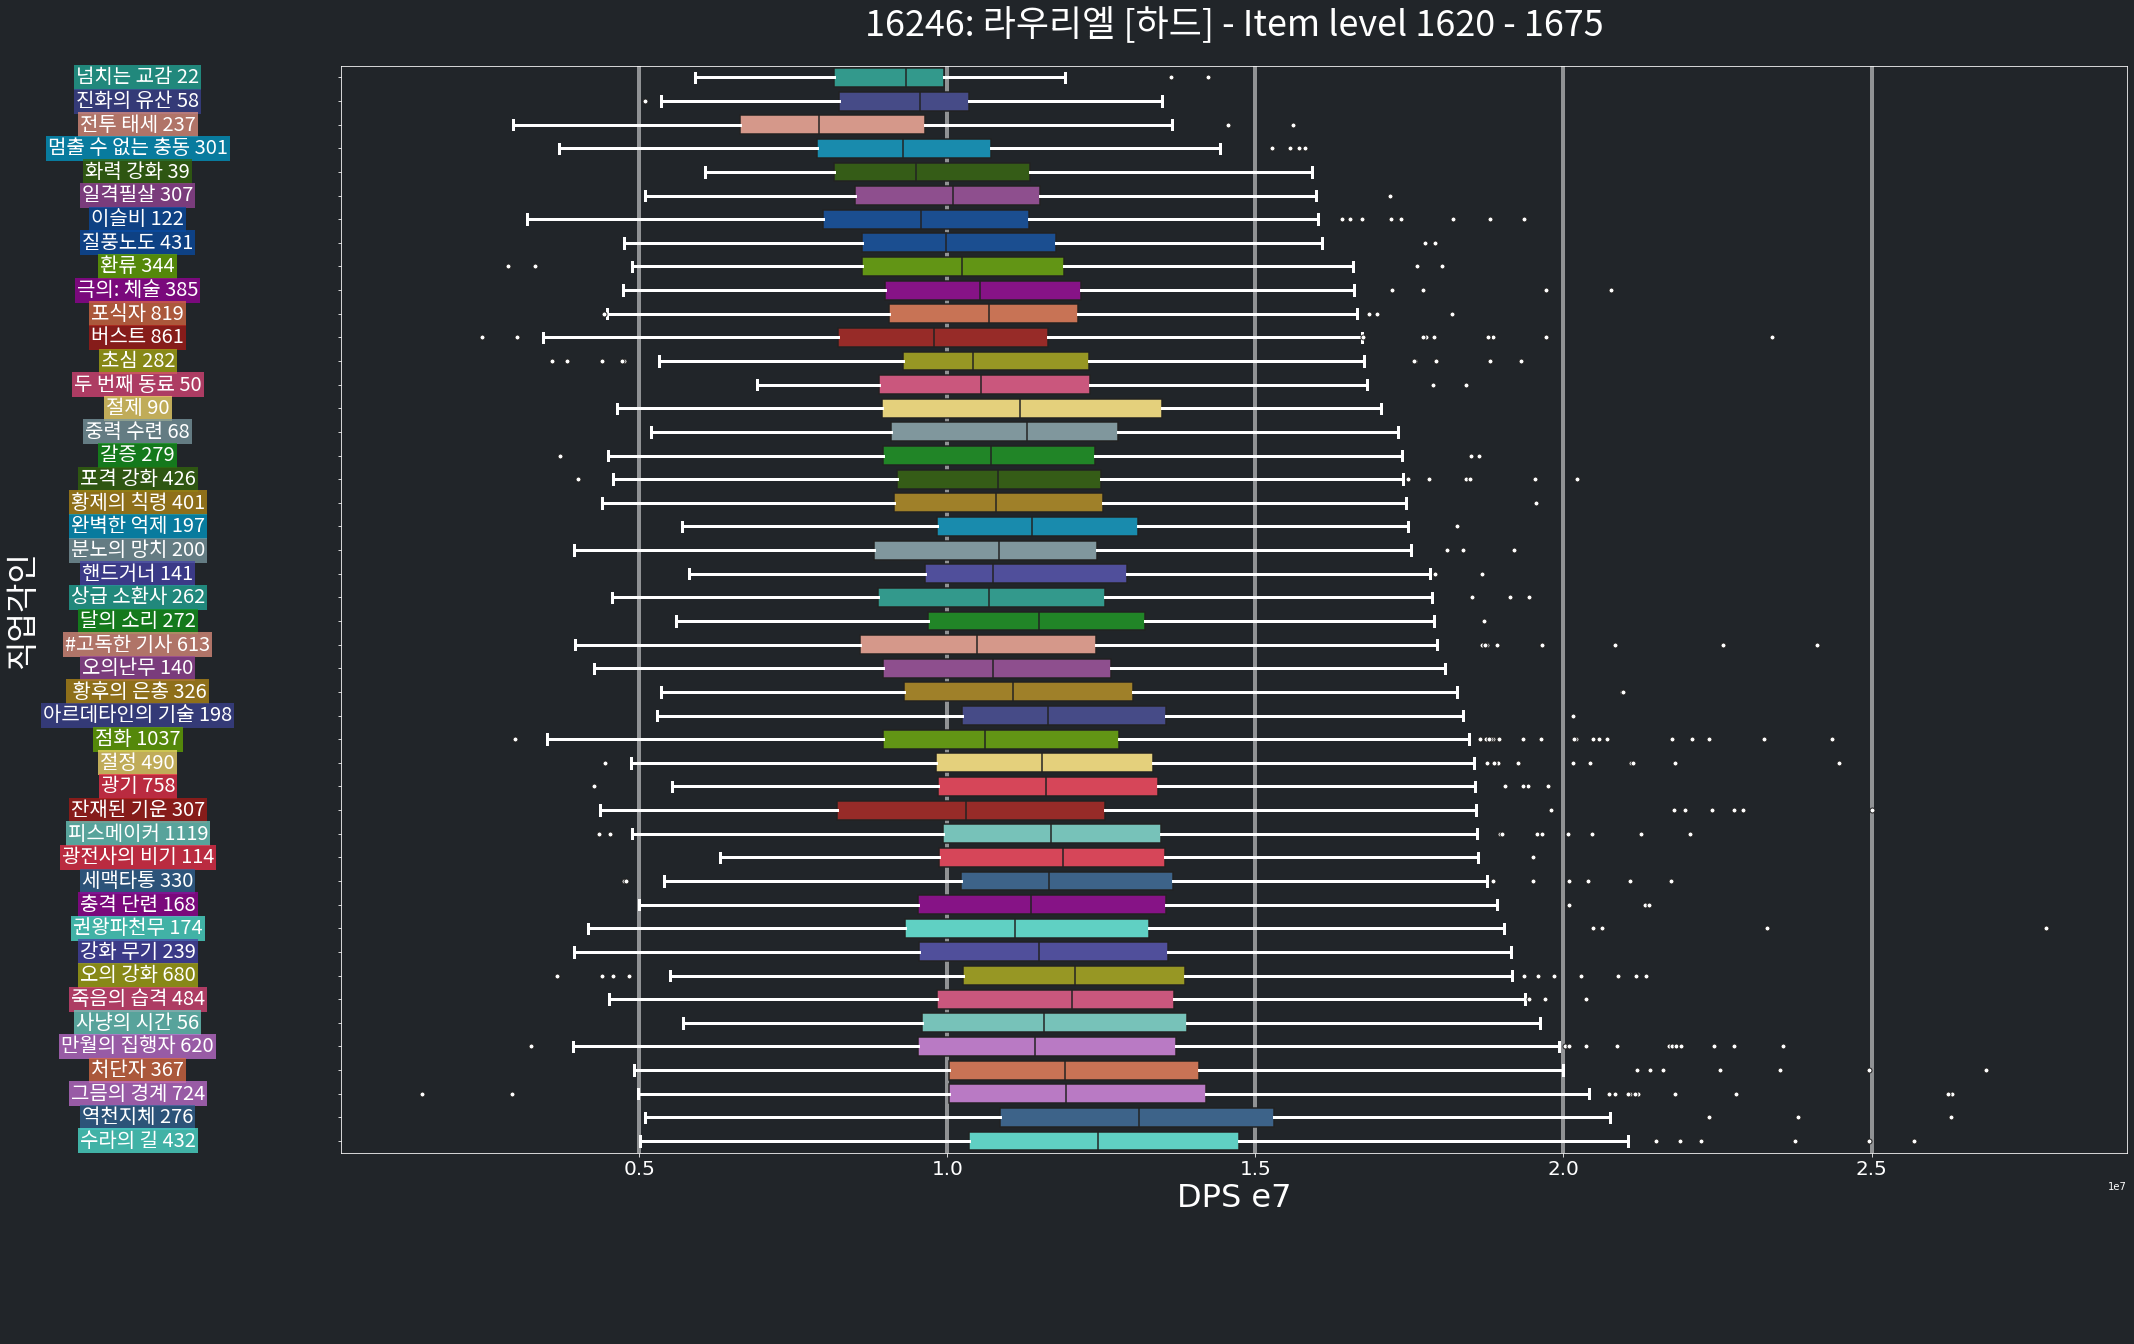 16246: 라우리엘 [하드] - Item level 1620 - 1675
직업각인
넘치는 교감 22
진화의 유산 58
전투 태세 237
멈출 수 없는 충동 301
화력 강화 39
일격필살 307
이슬비 122
질풍노도 431
환류 344
극의: 체술 385
포식자 819
버스트 861
초심 282
두 번째 동료 50
절제 90
중력 수련 68
갈증 279
포격 강화 426
황제의 칙령 401
완벽한 억제 197
분노의 망치 200
핸드거너 141
상급 소환사 262
달의 소리 272
#고독한 기사 613
오의난무 140
황후의 은총 326
아르데타인의 기술 198
점화 1037
절정 490
광기 758
잔재된 기운 307
피스메이커 1119
광전사의 비기 114
세맥타통 330
충격 단련 168
권왕파천무 174
강화 무기 239
오의 강화 680
죽음의 습격 484
사냥의 시간 56
만월의 집행자 620
처단자 367
그믐의 경계 724
역천지체 276
수라의 길 432
0.5 1.0 1.5 2.0 2.5
DPS e7
1e7